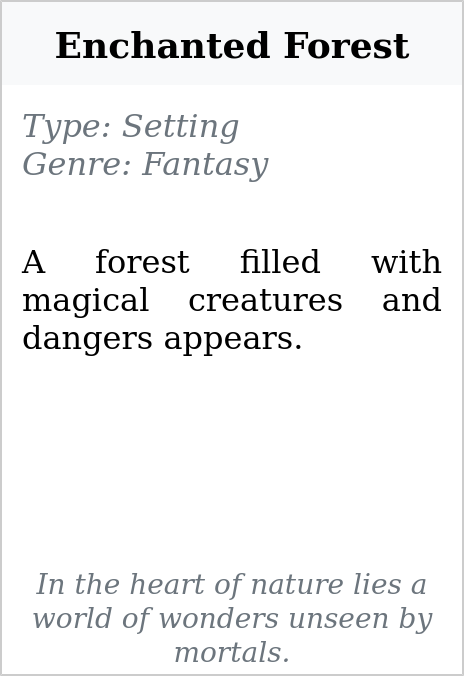 Enchanted Forest
Type: Setting
Genre: Fantasy
A forest filled with
magical creatures and
dangers appears.
In the heart of nature lies a
world of wonders unseen by
mortals.